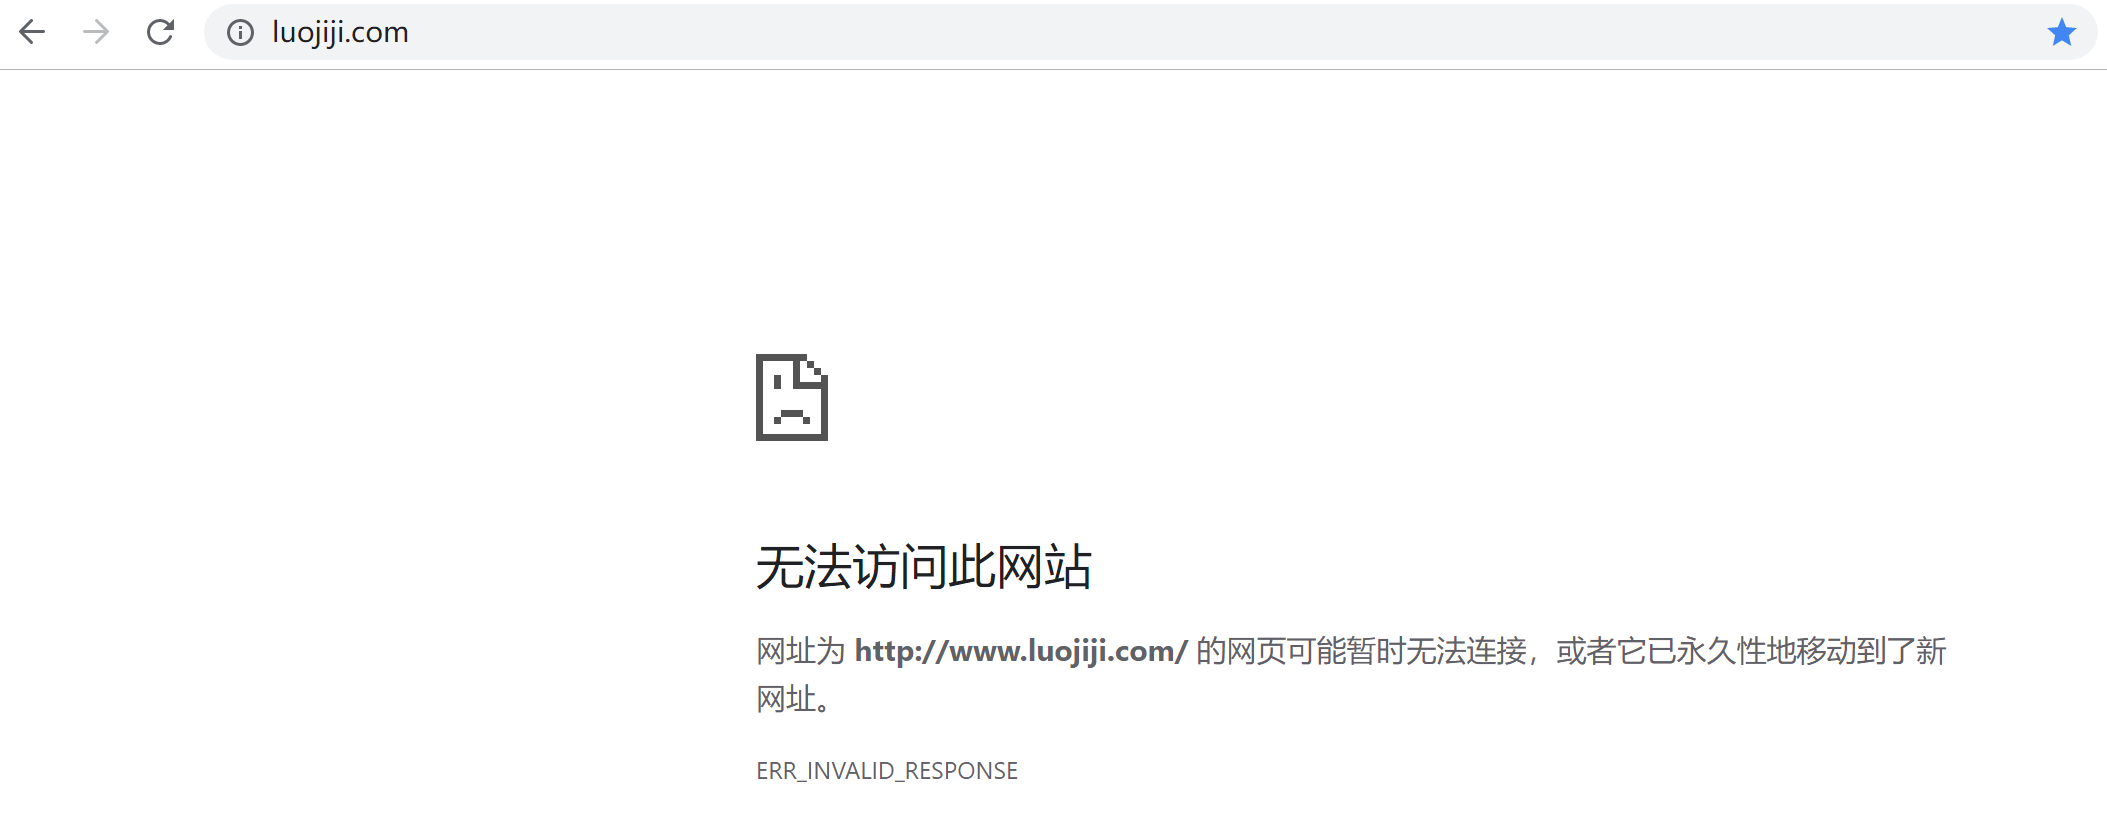 luojiji.com
无法访问此网站
网址为 http://www.luojiji.com/ 的网页可能暂时无法连接，或者它已永久性地移动到了新
网址。
ERR_INVALID_RESPONSE